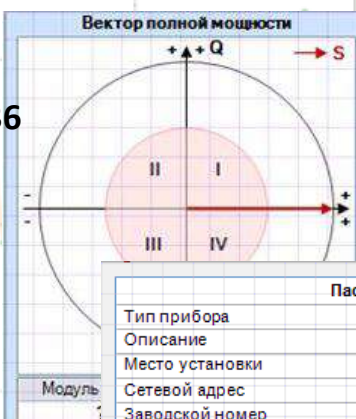 Вектор полной мощности
+ + Q
S
6
II I
- +
- +
III IV
Пас
Тип прибора
Описание
Место установки
Модуль
Сетевой адрес
Заводской номер